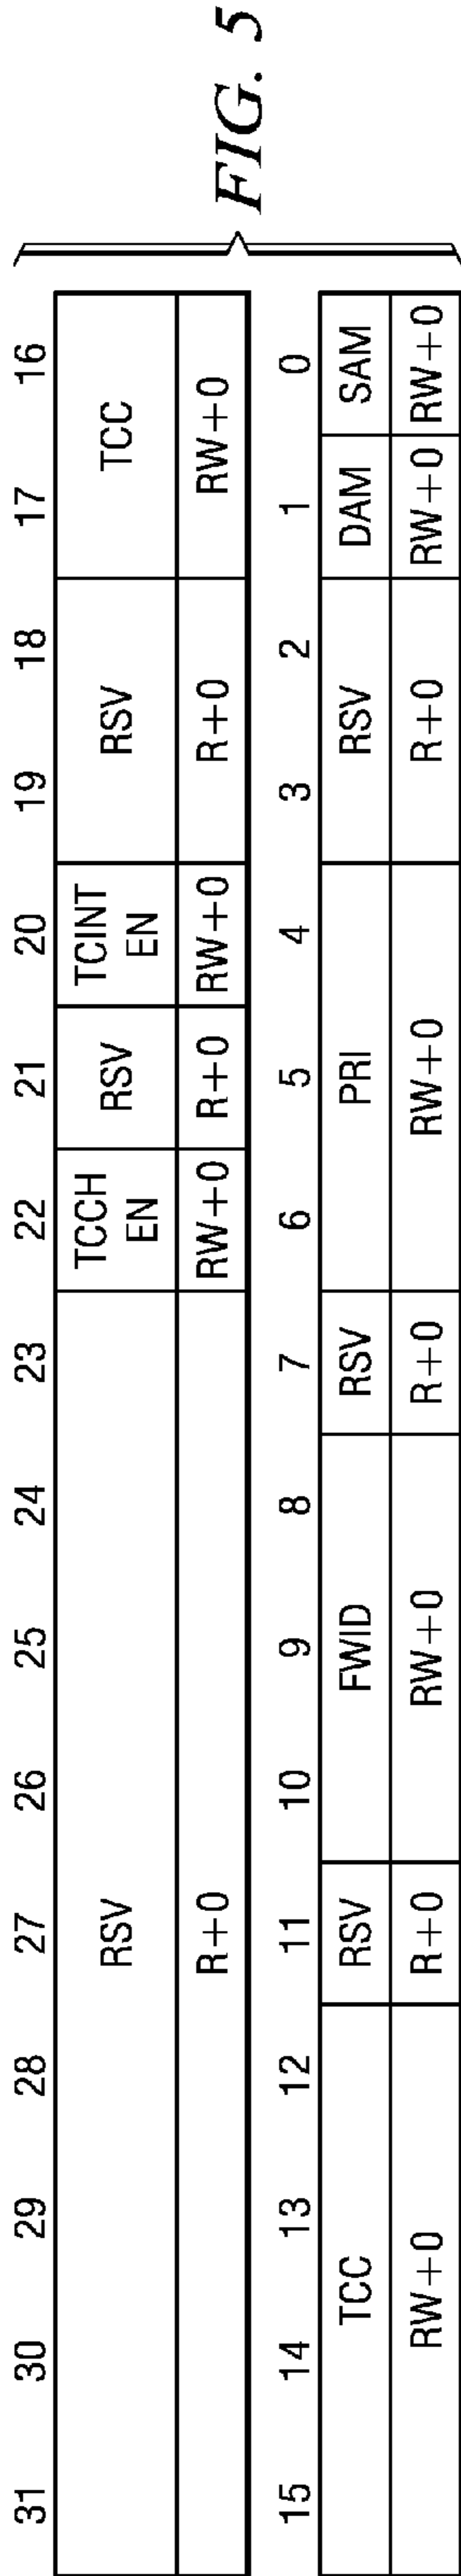 31 30 29 28 27 26 25 24 23 22 21 20 19 18 17 16
RSV TCCH EN RSV TCINT EN RSV TCC
R+0 RW+0 R+0 RW+0 R+0 RW+0
15 14 13 12 11 10 9 8 7 6 5 4 3 2 1 0
TCC RSV FWID RSV PRI RSV DAM SAM
RW+0 R+0 RW+0 R+0 RW+0 R+0 RW+0 RW+0
FIG. 5